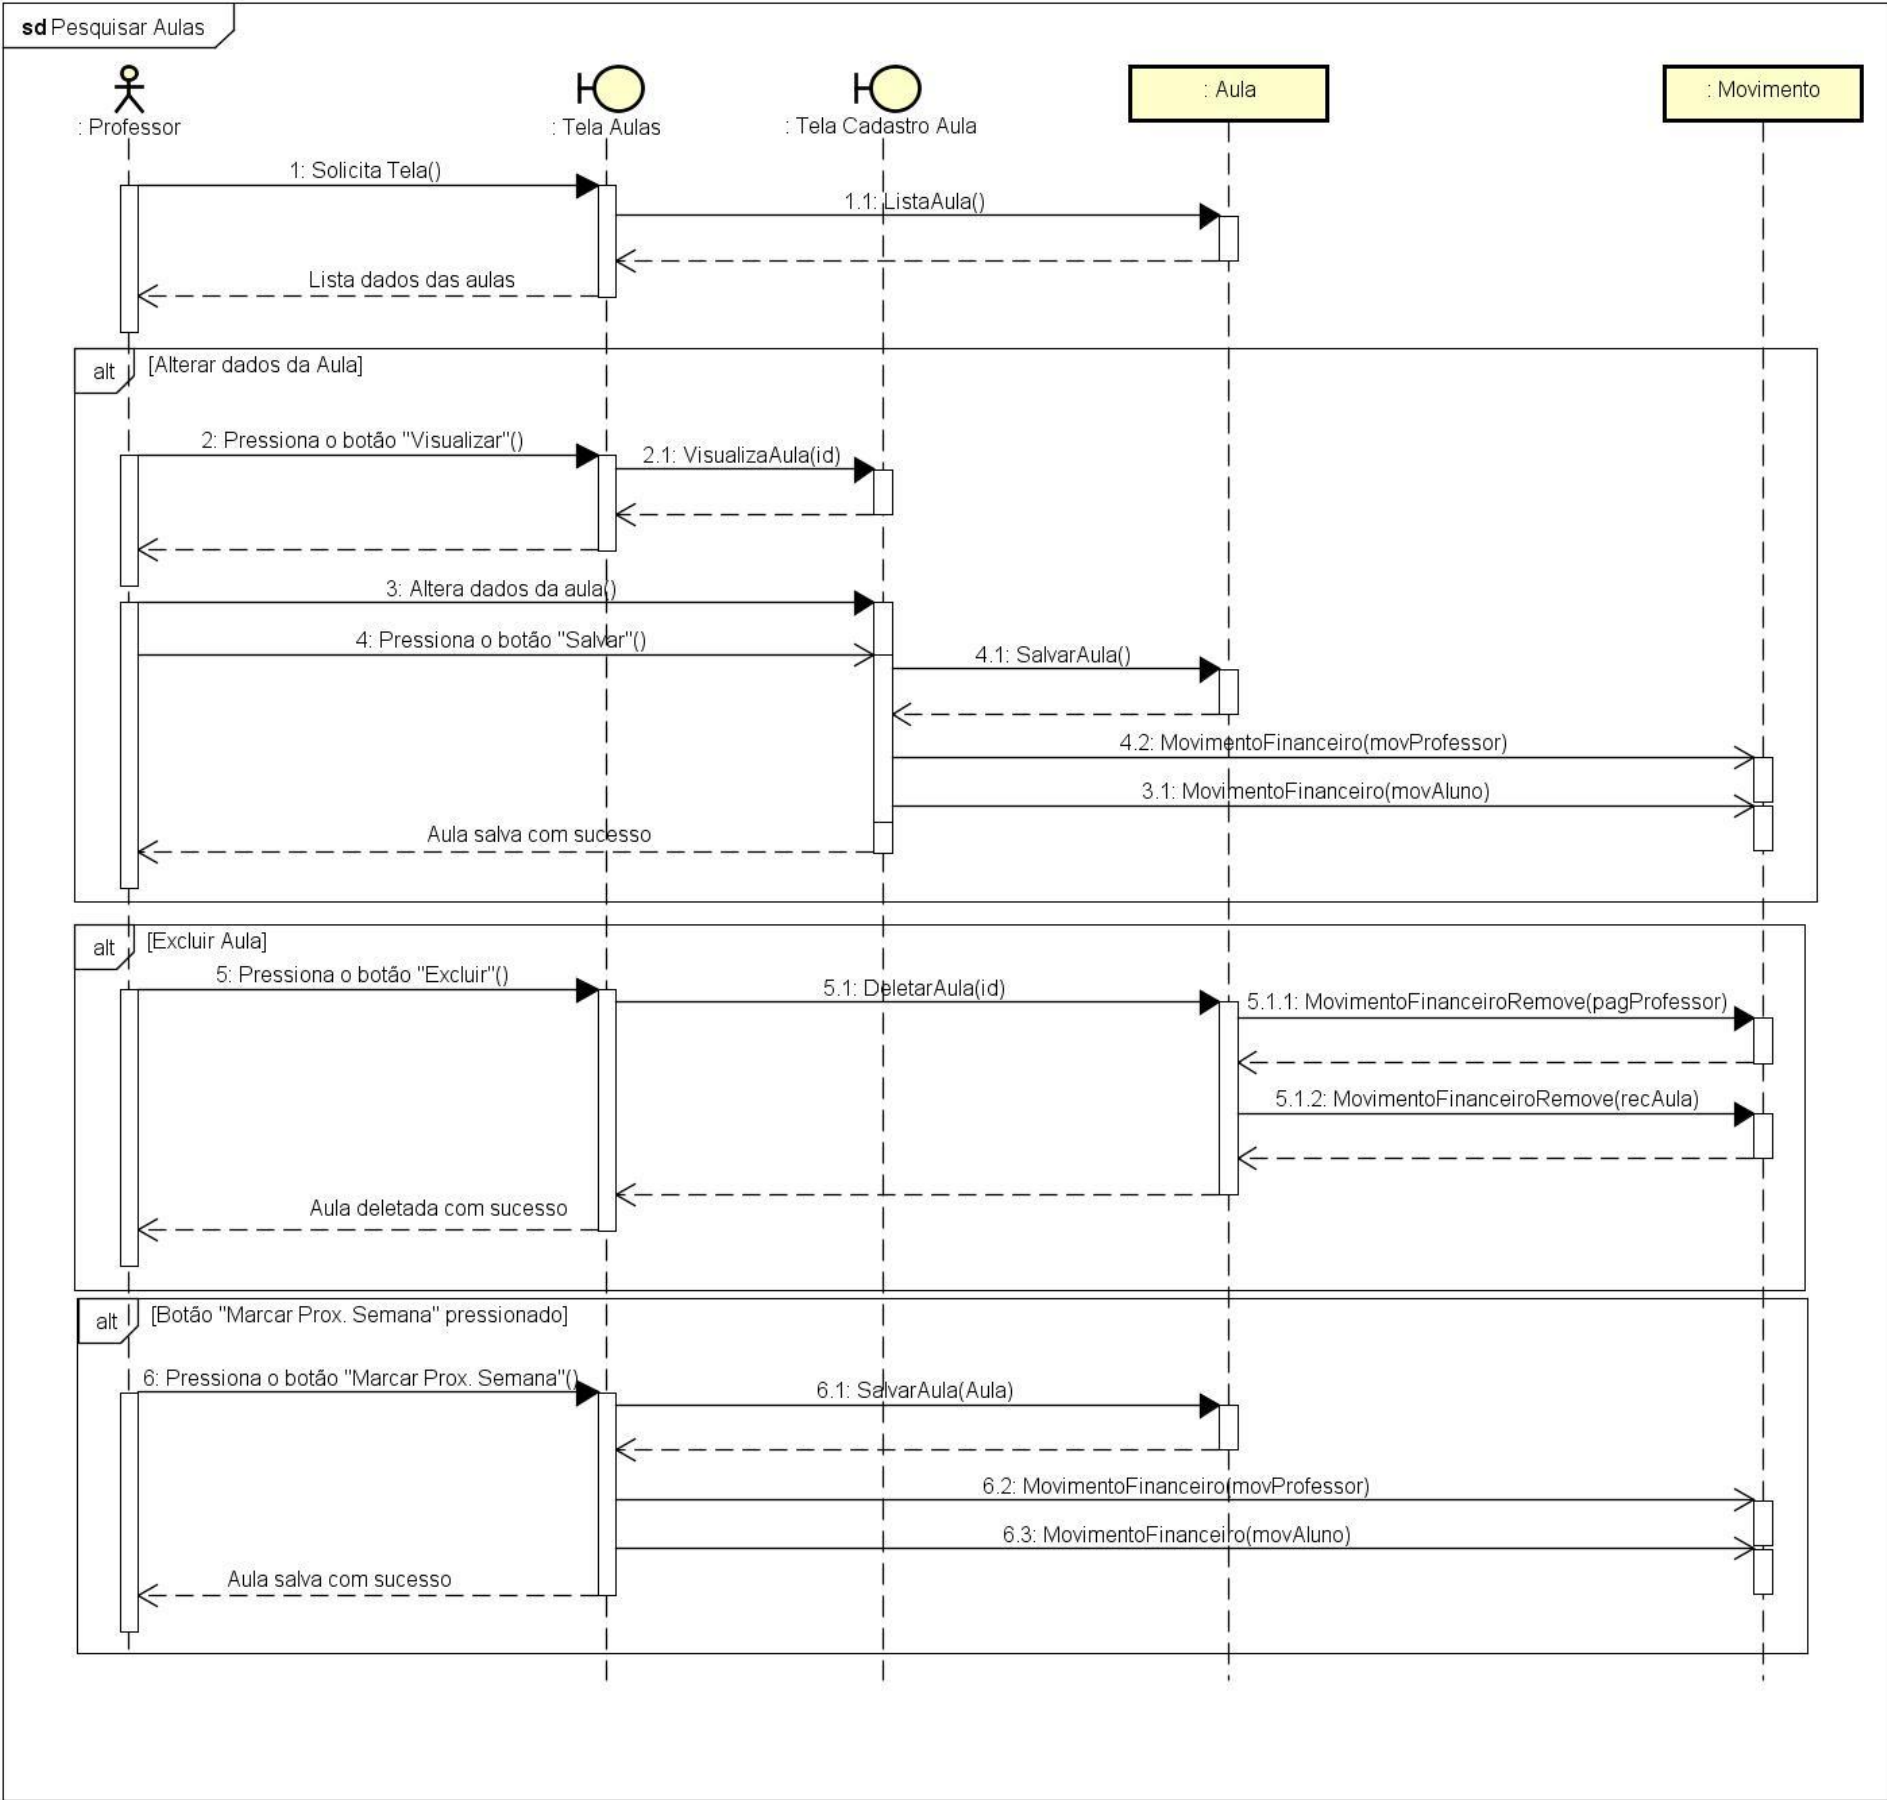 sd Pesquisar Aulas
: Professor
: Tela Aulas
: Tela Cadastro Aula
: Aula
: Movimento
1: Solicita Tela()
1.1: ListaAula()
Lista dados das aulas
alt
[Alterar dados da Aula]
2: Pressiona o botão "Visualizar"()
2.1: VisualizaAula(id)
3: Altera dados da aula()
4: Pressiona o botão "Salvar"()
4.1: SalvarAula()
4.2: MovimentoFinanceiro(movProfessor)
3.1: MovimentoFinanceiro(movAluno)
Aula salva com sucesso
alt
[Excluir Aula]
5: Pressiona o botão "Excluir"()
5.1: DeletarAula(id)
5.1.1: MovimentoFinanceiroRemove(pagProfessor)
5.1.2: MovimentoFinanceiroRemove(recAula)
Aula deletada com sucesso
alt
[Botão "Marcar Prox. Semana" pressionado]
6: Pressiona o botão "Marcar Prox. Semana"()
6.1: SalvarAula(Aula)
6.2: MovimentoFinanceiro(movProfessor)
6.3: MovimentoFinanceiro(movAluno)
Aula salva com sucesso